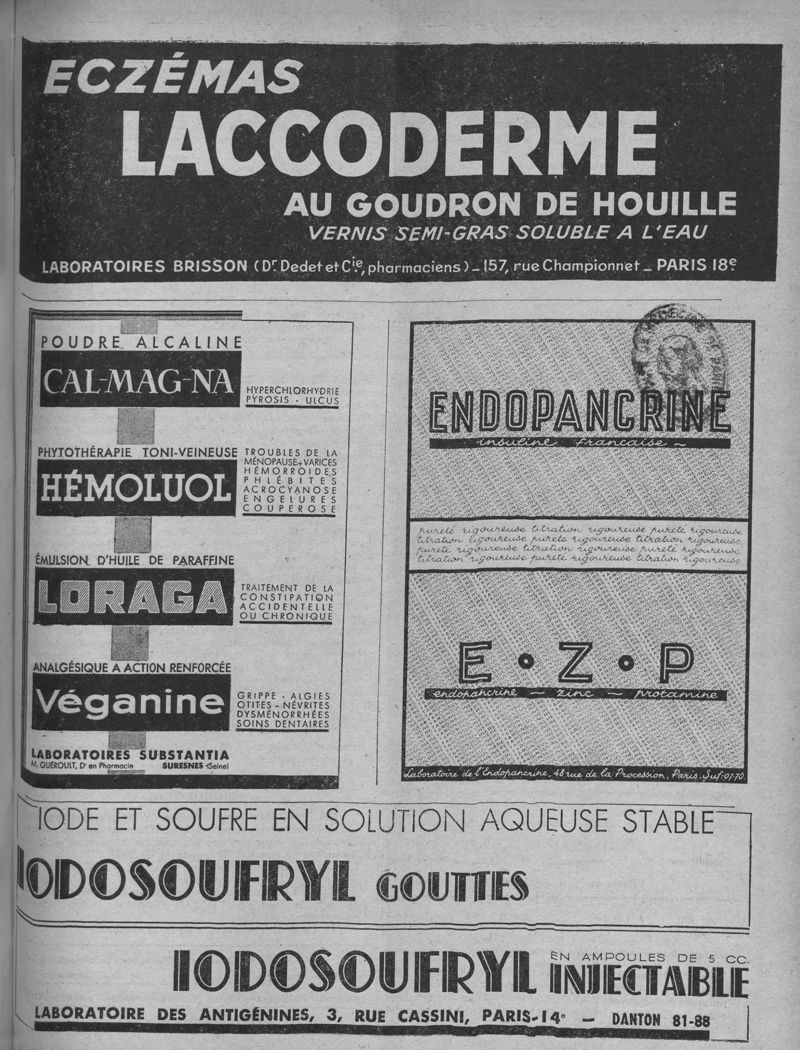 ECZÉMAS
LACCODERME
AU GOUDRON DE HOUILLE
VERNIS SEMI-GRAS SOLUBLE A L'EAU
LABORATOIRES BRISSON (Dr. Dedet et Cie, pharmaciens) _ 157, rue Championnet _ PARIS 18e
POUDRE ALCALINE
CAL-MAG-NA
HYPERCHLORHYDRIE
PYROSIS - ULCUS
PHYTOTHÉRAPIE TONI-VEINEUSE
HÉMOLUOL
TROUBLES DE LA
MÉNOPAUSE + VARICES
HÉMORROIDES
PHLÉBITES
ACROCYANOSE
ENGELURES
COUPEROSE
ÉMULSION D'HUILE DE PARAFFINE
LORAGA
TRAITEMENT DE LA
CONSTIPATION
ACCIDENTELLE
OU CHRONIQUE
ANALGÉSIQUE A ACTION RENFORCÉE
Véganine
GRIPPE - ALGIES
OTITES - NÉVRITES
DYSMÉNORRHÉES
SOINS DENTAIRES
LABORATOIRES SUBSTANTIA
M. GUÉROULT, Dr en Pharmacie SURESNES (Seine)
ENDOPANCRINE
insuline française ~
pureté rigoureuse titration rigoureuse pureté rigoureuse
titration rigoureuse pureté rigoureuse titration rigoureuse
pureté rigoureuse titration rigoureuse pureté rigoureuse
titration rigoureuse pureté rigoureuse titration rigoureuse
E • Z • P
endopancrine ~ zinc ~ protamine
Laboratoire de l'Endopancrine, 48 rue de la Procession, Paris. Suf: 07-70
IODE ET SOUFRE EN SOLUTION AQUEUSE STABLE
IODOSOUFRYL GOUTTES
IODOSOUFRYL INJECTABLE
EN AMPOULES DE 5 CC.
LABORATOIRE DES ANTIGÉNINES, 3, RUE CASSINI, PARIS-14° – DANTON 81-88